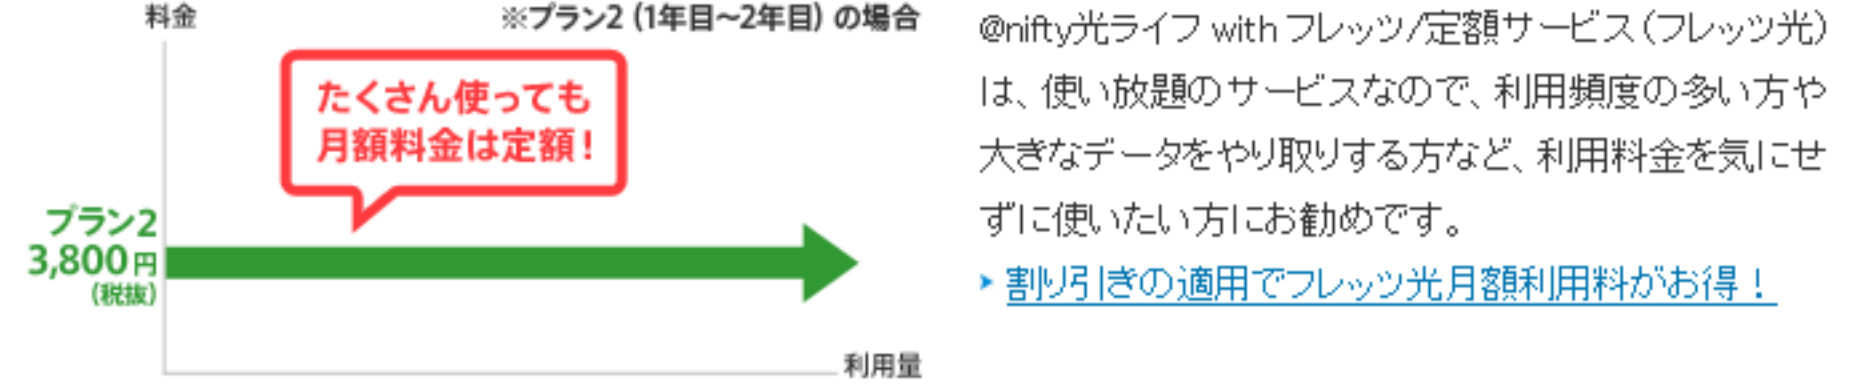 料金
※プラン2（1年目～2年目）の場合
たくさん使っても
月額料金は定額！
プラン2
3,800円
（税抜）
利用量
@nifty光ライフ with フレッツ/定額サービス（フレッツ光）
は、使い放題のサービスなので、利用頻度の多い方や
大きなデータをやり取りする方など、利用料金を気にせ
ずに使いたい方にお勧めです。
割り引きの適用でフレッツ光月額利用料がお得！